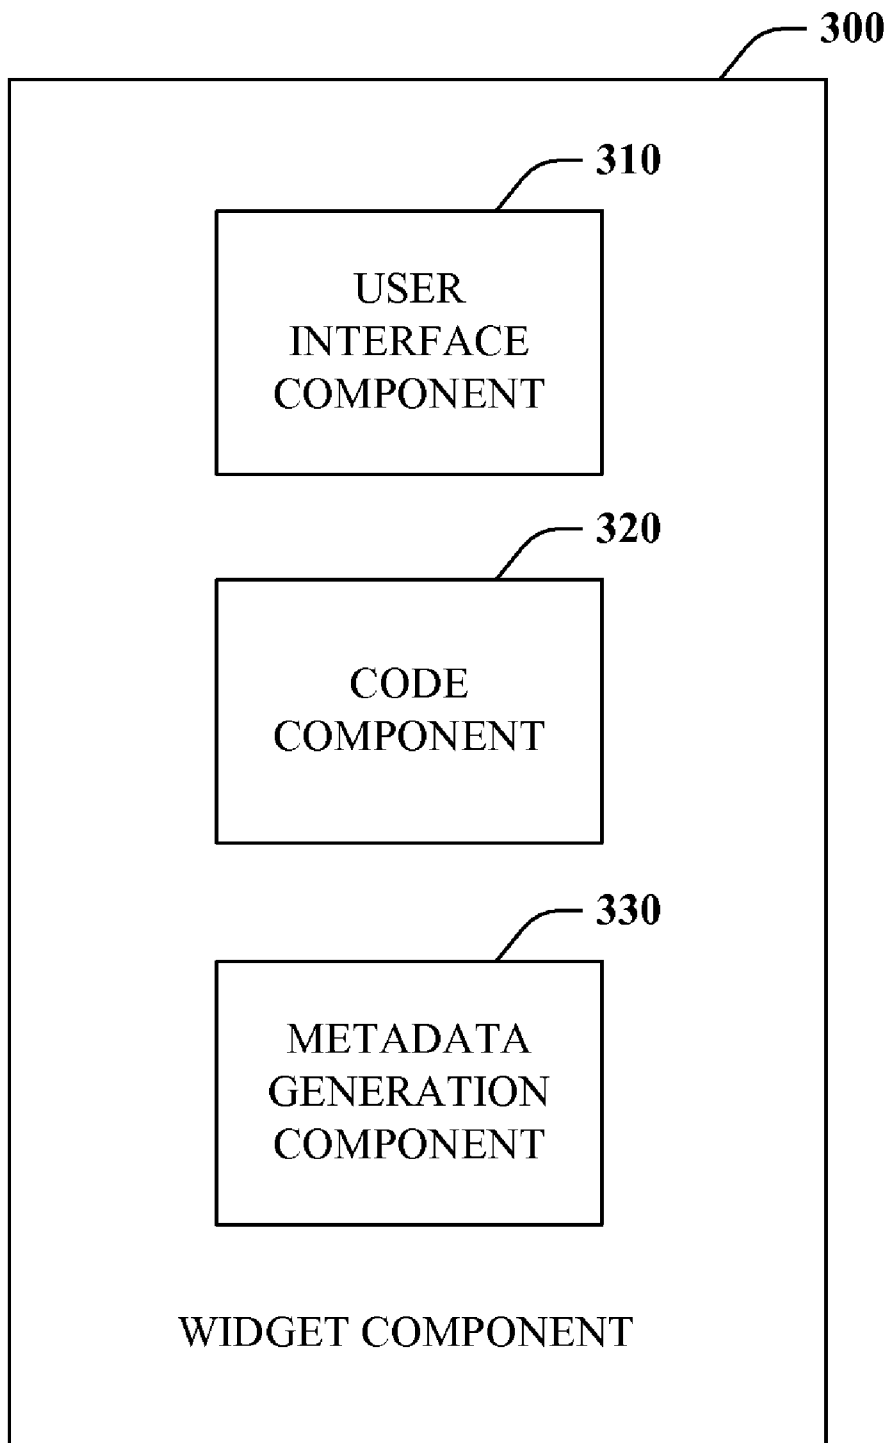 300
310
USER
INTERFACE
COMPONENT
320
CODE
COMPONENT
330
METADATA
GENERATION
COMPONENT
WIDGET COMPONENT